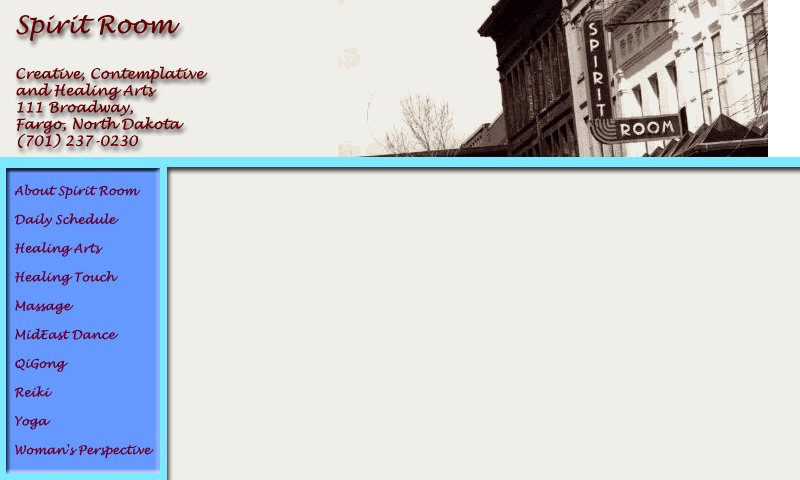 Spirit Room
Creative, Contemplative
and Healing Arts
111 Broadway,
Fargo, North Dakota
(701) 237-0230
SPIRIT
ROOM
About Spirit Room
Daily Schedule
Healing Arts
Healing Touch
Massage
MidEast Dance
QiGong
Reiki
Yoga
Woman's Perspective